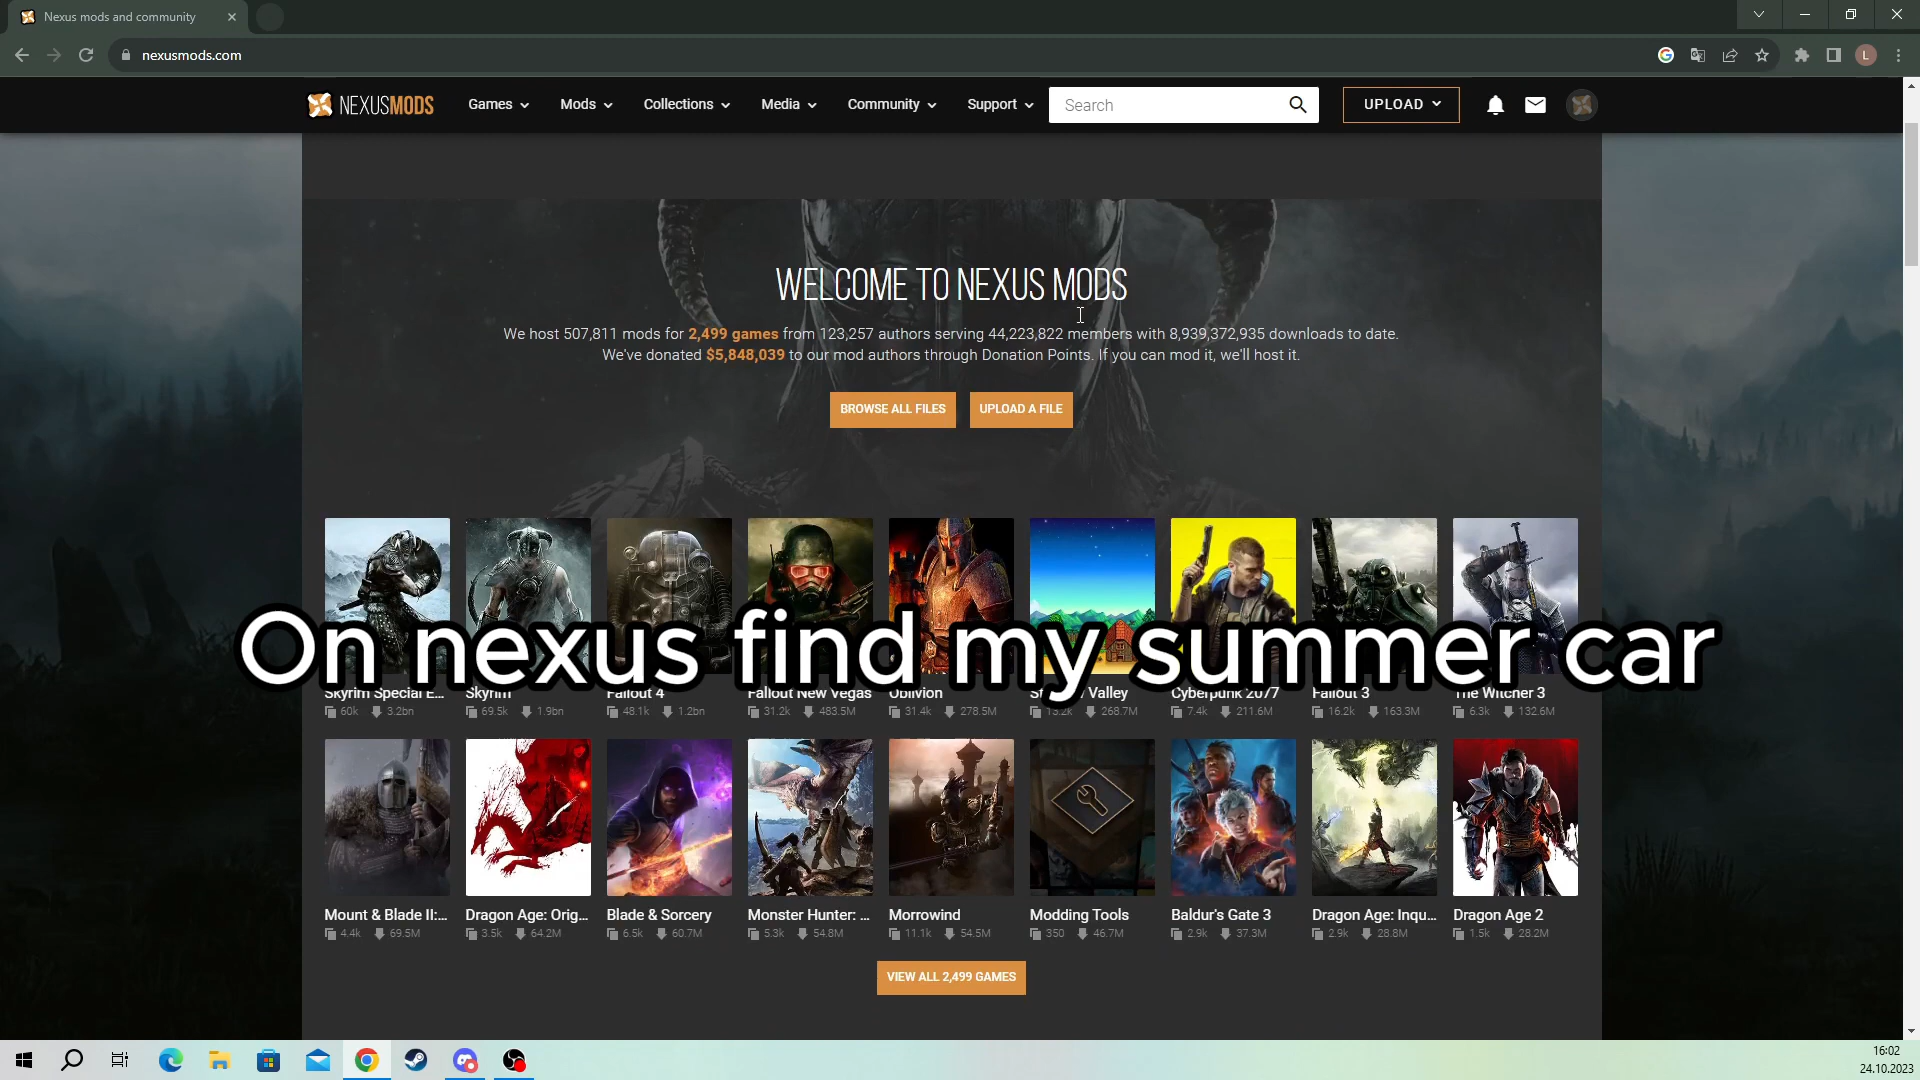 Nexus mods and community
nexusmods.com
L
NEXUSMODS
Games
Mods
Collections
Media
Community
Support
Search
UPLOAD
WELCOME TO NEXUS MODS
We host 507,811 mods for 2,499 games from 123,257 authors serving 44,223,822 members with 8,939,372,935 downloads to date.
We've donated $5,848,039 to our mod authors through Donation Points. If you can mod it, we'll host it.
BROWSE ALL FILES
UPLOAD A FILE
On nexus find my summer car
Skyrim Special E...
Skyrim
Fallout 4
Fallout New Vegas
Oblivion
Valley
Cyberpunk 2077
Fallout 3
The Witcher 3
60k 3.2bn
69.5k 1.9bn
48.1k 1.2bn
31.2k 483.5M
31.4k 278.5M
13.2k 268.7M
7.4k 211.6M
16.2k 163.3M
6.3k 132.6M
Mount & Blade II:...
Dragon Age: Orig...
Blade & Sorcery
Monster Hunter: ...
Morrowind
Modding Tools
Baldur's Gate 3
Dragon Age: Inqu...
Dragon Age 2
4.4k 69.5M
3.5k 64.2M
6.5k 60.7M
5.3k 54.8M
11.1k 54.5M
350 46.7M
2.9k 37.3M
2.9k 28.8M
1.5k 28.2M
VIEW ALL 2,499 GAMES
16:02
24.10.2023